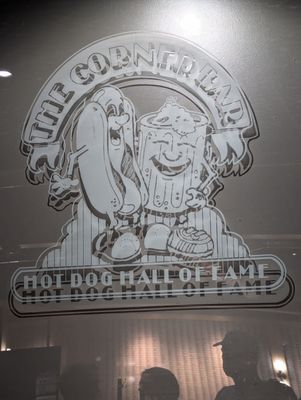 THE CORNER BAR
HOT DOG HALL OF FAME